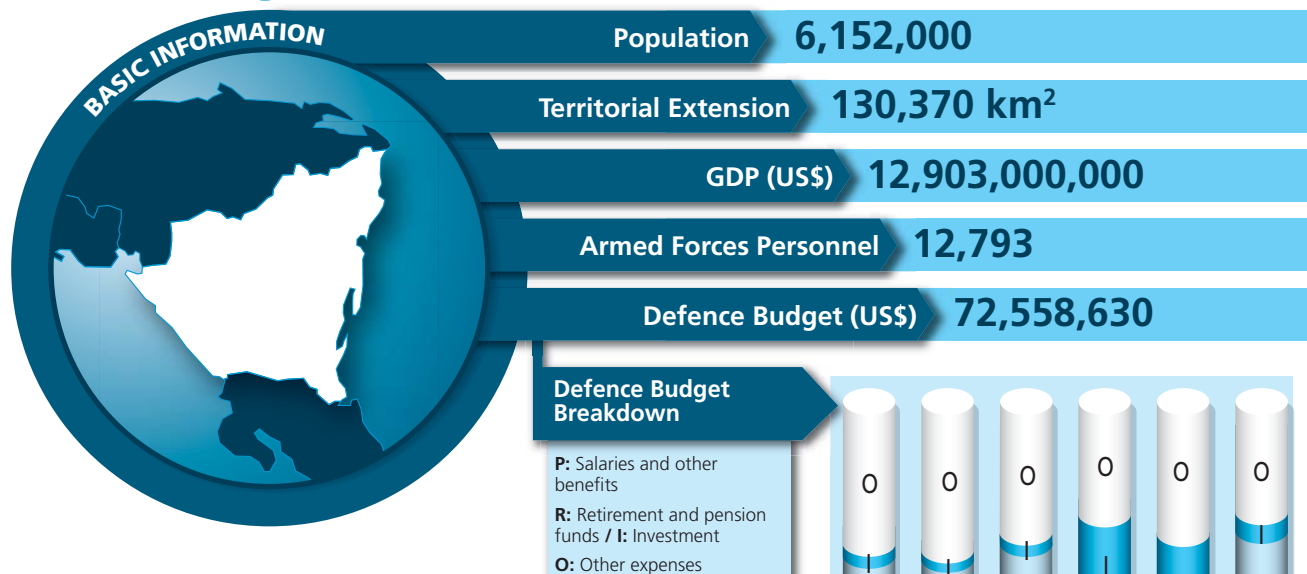 BASIC INFORMATION
Population 6,152,000
Territorial Extension 130,370 km²
GDP (US$) 12,903,000,000
Armed Forces Personnel 12,793
Defence Budget (US$) 72,558,630
Defence Budget
Breakdown
P: Salaries and other
benefits
R: Retirement and pension
funds / I: Investment
O: Other expenses
O O O O O O
I I I I I I